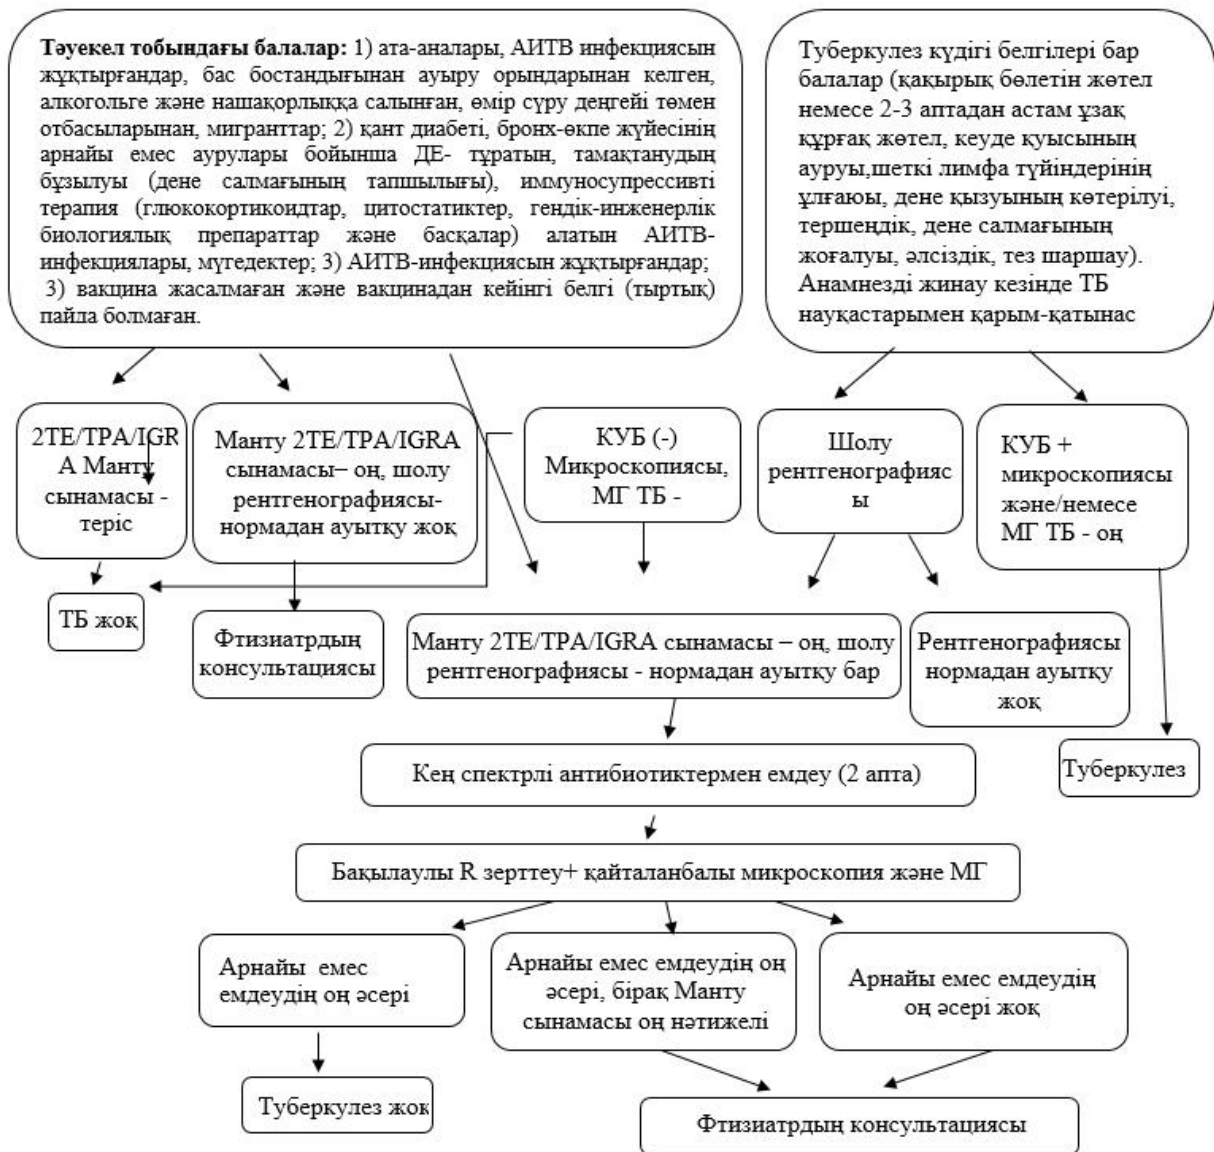 Тәуекел тобындағы балалар: 1) ата-аналары, АИТВ инфекциясын
жұқтырғандар, бас бостандығынан ауыру орындарынан келген,
алкогольге және нашақорлыққа салынған, өмір сүру деңгейі төмен
отбасыларынан, мигранттар; 2) қант диабеті, бронх-өкпе жүйесінің
арнайы емес аурулары бойынша ДЕ- тұратын, тамақтанудың
бұзылуы (дене салмағының тапшылығы), иммуносупрессивті
терапия (глюкокортикоидтар, цитостатиктер, гендік-инженерлік
биологиялық препараттар және басқалар) алатын АИТВ-
инфекциялары, мүгедектер; 3) АИТВ-инфекциясын жұқтырғандар;
3) вакцина жасалмаған және вакцинадан кейінгі белгі (тыртық)
пайда болмаған.
Туберкулез күдігі белгілері бар
балалар (қақырық бөлетін жөтел
немесе 2-3 аптадан астам ұзақ
құрғақ жөтел, кеуде қуысының
ауруы,шеткі лимфа түйіндерінің
ұлғаюы, дене қызуының көтерілуі,
тершеңдік, дене салмағының
жоғалуы, әлсіздік, тез шаршау).
Анамнезді жинау кезінде ТБ
науқастарымен қарым-қатынас
2ТЕ/ТРА/IGR
А Манту
сынамасы -
теріс
Манту 2ТЕ/ТРА/IGRA
сынамасы– оң, шолу
рентгенографиясы-
нормадан ауытқу жоқ
КУБ (-)
Микроскопиясы,
МГ ТБ -
Шолу
рентгенографияс
ы
КУБ +
микроскопиясы
және/немесе
МГ ТБ - оң
ТБ жоқ
Фтизиатрдың
консультациясы
Манту 2ТЕ/ТРА/IGRA сынамасы – оң, шолу
рентгенографиясы - нормадан ауытқу бар
Рентгенографиясы
нормадан ауытқу
жоқ
Туберкулез
Кең спектрлі антибиотиктермен емдеу (2 апта)
Бақылаулы R зерттеу+ қайталанбалы микроскопия және МГ
Арнайы емес
емдеудің оң әсері
Арнайы емес емдеудің оң
әсері, бірақ Манту
сынамасы оң нәтижелі
Арнайы емес емдеудің
оң әсері жоқ
Туберкулез жоқ
Фтизиатрдың консультациясы